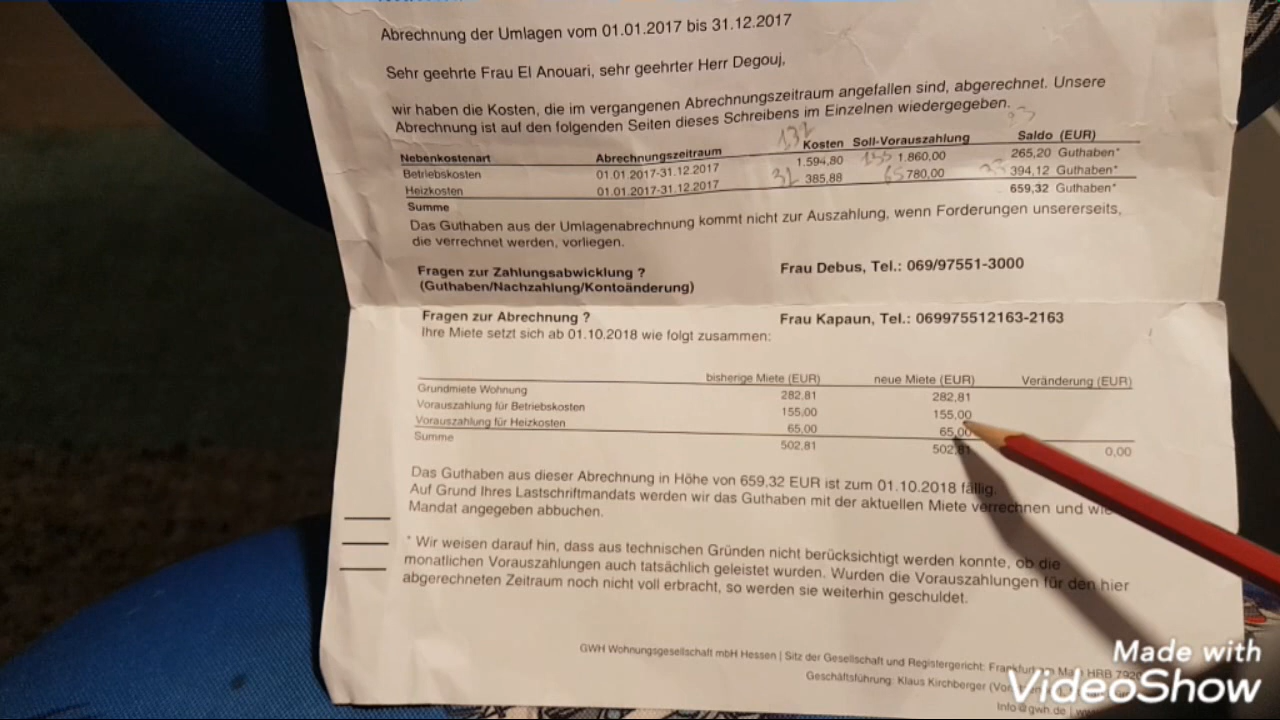 Abrechnung der Umlagen vom 01.01.2017 bis 31.12.2017
Sehr geehrte Frau El Anouari, sehr geehrter Herr Degouj,
wir haben die Kosten, die im vergangenen Abrechnungszeitraum angefallen sind, abgerechnet. Unsere
Abrechnung ist auf den folgenden Seiten dieses Schreibens im Einzelnen wiedergegeben.
132
Nebenkostenart Abrechnungszeitraum Kosten Soll-Vorauszahlung Saldo (EUR)
Betriebskosten 01.01.2017-31.12.2017 1.594,80 155 1.860,00 265,20 Guthaben*
Heizkosten 01.01.2017-31.12.2017 32 385,88 65 780,00 394,12 Guthaben*
Summe 659,32 Guthaben*
Das Guthaben aus der Umlagenabrechnung kommt nicht zur Auszahlung, wenn Forderungen unsererseits,
die verrechnet werden, vorliegen.
Fragen zur Zahlungsabwicklung ? Frau Debus, Tel.: 069/97551-3000
(Guthaben/Nachzahlung/Kontoänderung)
Fragen zur Abrechnung ? Frau Kapaun, Tel.: 069975512163-2163
Ihre Miete setzt sich ab 01.10.2018 wie folgt zusammen:
bisherige Miete (EUR) neue Miete (EUR) Veränderung (EUR)
Grundmiete Wohnung 282,81 282,81
Vorauszahlung für Betriebskosten 155,00 155,00
Vorauszahlung für Heizkosten 65,00 65,00
Summe 502,81 502,81 0,00
Das Guthaben aus dieser Abrechnung in Höhe von 659,32 EUR ist zum 01.10.2018 fällig.
Auf Grund Ihres Lastschriftmandats werden wir das Guthaben mit der aktuellen Miete verrechnen und wie
Mandat angegeben abbuchen.
* Wir weisen darauf hin, dass aus technischen Gründen nicht berücksichtigt werden konnte, ob die
monatlichen Vorauszahlungen auch tatsächlich geleistet wurden. Wurden die Vorauszahlungen für den hier
abgerechneten Zeitraum noch nicht voll erbracht, so werden sie weiterhin geschuldet.
GWH Wohnungsgesellschaft mbH Hessen | Sitz der Gesellschaft und Registergericht: Frankfurt am Main HRB
Geschäftsführung: Klaus Kirchberger
Info@gwh.de
Made with
VideoShow